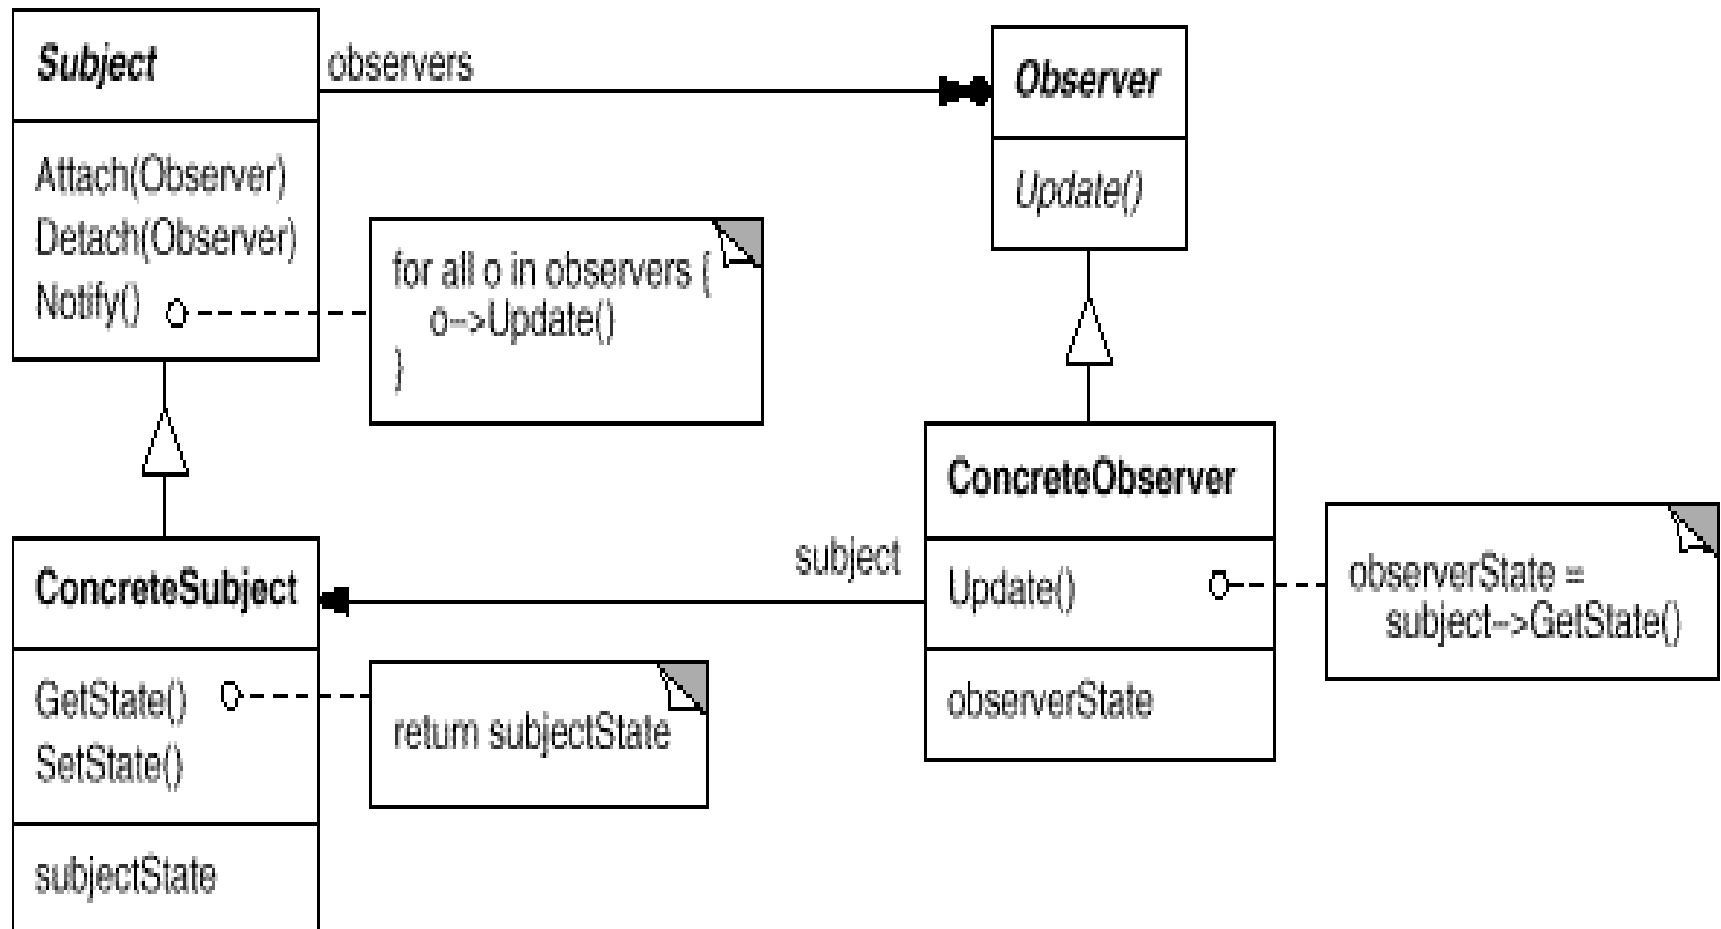 Subject
observers
Attach(Observer)
Detach(Observer)
Notify()
for all o in observers {
o->Update()
}
Observer
Update()
ConcreteSubject
GetState()
SetState()
subjectState
return subjectState
subject
ConcreteObserver
Update()
observerState
observerState =
subject->GetState()